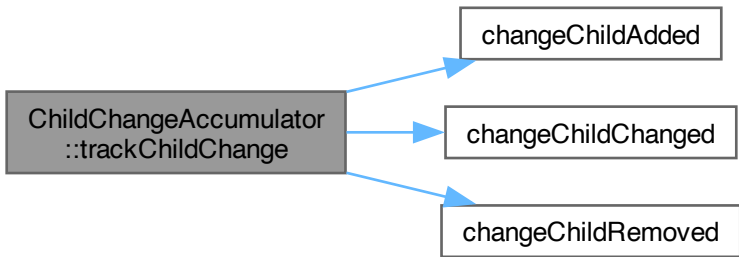 ChildChangeAccumulator
::trackChildChange
changeChildAdded
changeChildChanged
changeChildRemoved